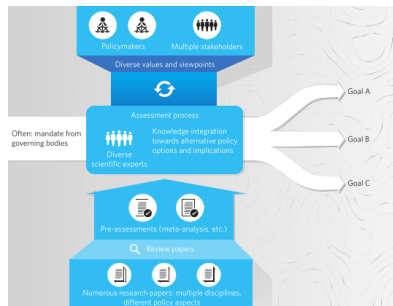 Policymakers
Multiple stakeholders
Diverse values and viewpoints
Assessment process
Often: mandate from
governing bodies
Diverse
scientific experts
Knowledge integration
towards alternative policy
options and implications
Goal A
Goal B
Goal C
Pre-assessments (meta-analysis, etc.)
Review papers
Numerous research papers: multiple disciplines,
different policy aspects